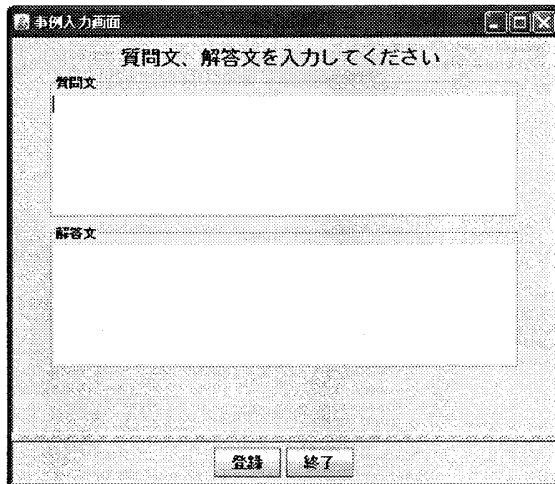 事例入力画面
質問文、解答文を入力してください
質問文
解答文
登録 終了